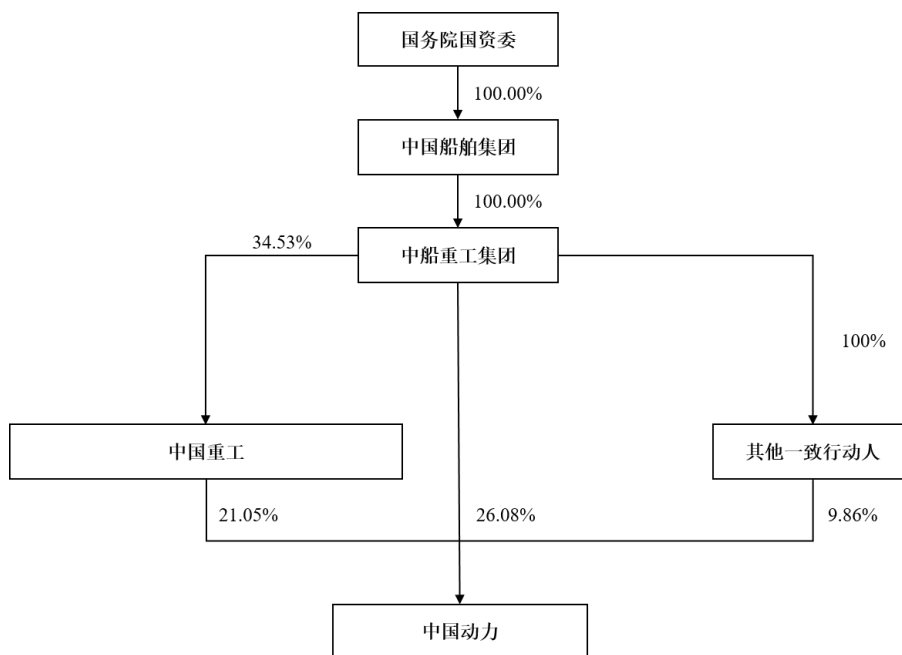 国务院国资委
100.00%
中国船舶集团
100.00%
中船重工集团
34.53%
100%
中国重工
其他一致行动人
21.05%
26.08%
9.86%
中国动力